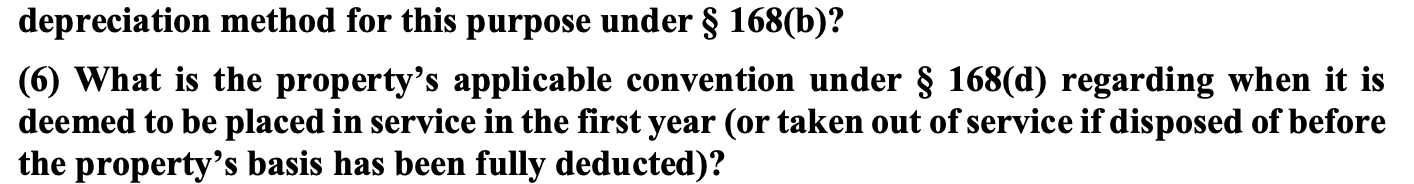 depreciation method for this purpose under § 168(b)?
(6) What is the property’s applicable convention under § 168(d) regarding when it is
deemed to be placed in service in the first year (or taken out of service if disposed of before
the property’s basis has been fully deducted)?